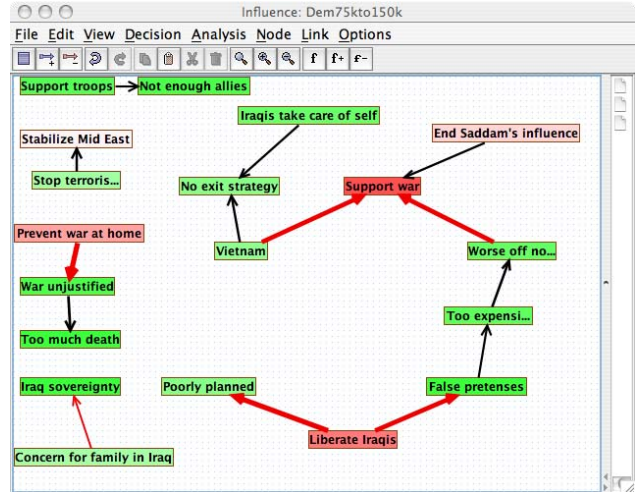 Influence: Dem75kto150k
File Edit View Decision Analysis Node Link Options
f f+ f−
Support troops Not enough allies
Iraqis take care of self
End Saddam's influence
Stabilize Mid East
Stop terroris... No exit strategy Support war
Prevent war at home
Vietnam Worse off no...
War unjustified
Too expensi...
Too much death
Iraq sovereignty Poorly planned False pretenses
Liberate Iraqis
Concern for family in Iraq